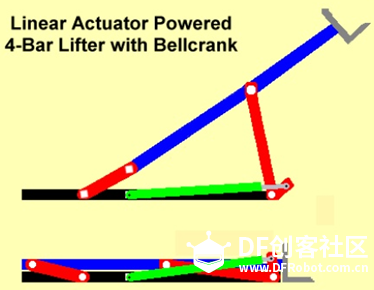 Linear Actuator Powered
4-Bar Lifter with Bellcrank
DF创客社区
www.DFRobot.com.cn